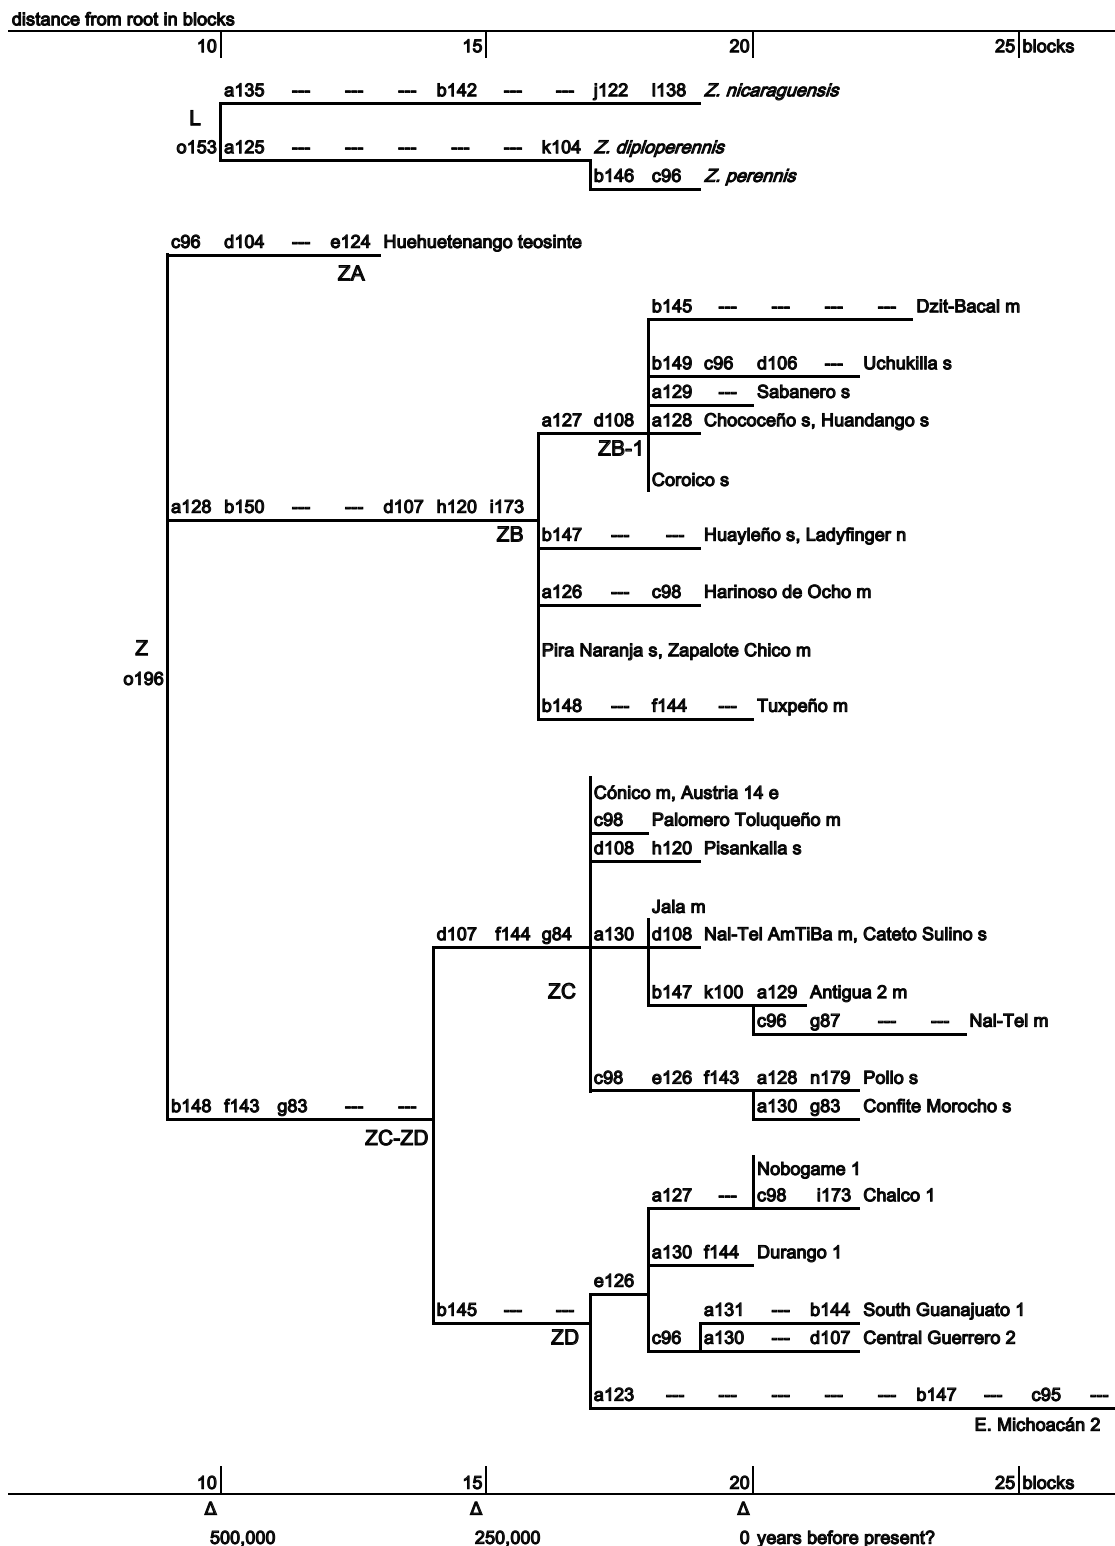 distance from root in blocks
10 15 20 25 blocks
a135 --- --- --- b142 --- --- j122 l138 Z. nicaraguensis
L
o153 a125 --- --- --- --- --- k104 Z. diploperennis
b146 c96 Z. perennis
c96 d104 --- e124 Huehuetenango teosinte
ZA
b145 --- --- --- --- Dzit-Bacal m
b149 c96 d106 --- Uchukilla s
a129 --- Sabanero s
a127 d108 a128 Chococeño s, Huandango s
ZB-1
Coroico s
a128 b150 --- --- d107 h120 i173
ZB
b147 --- --- Huayleño s, Ladyfinger n
a126 --- c98 Harinoso de Ocho m
Z
Pira Naranja s, Zapalote Chico m
o196
b148 --- f144 --- Tuxpeño m
Cónico m, Austria 14 e
c98 Palomero Toluqueño m
d108 h120 Pisankalla s
Jala m
d107 f144 g84 a130 d108 Nal-Tel AmTiBa m, Cateto Sulino s
ZC
b147 k100 a129 Antigua 2 m
c96 g87 --- --- Nal-Tel m
c98 e126 f143 a128 n179 Pollo s
b148 f143 g83 --- --- a130 g83 Confite Morocho s
ZC-ZD
Nobogame 1
a127 --- c98 i173 Chalco 1
a130 f144 Durango 1
e126
b145 --- --- a131 --- b144 South Guanajuato 1
ZD c96 a130 --- d107 Central Guerrero 2
a123 --- --- --- --- --- b147 --- c95 ---
E. Michoacán 2
10 15 20 25 blocks
Δ Δ Δ
500,000 250,000 0 years before present?